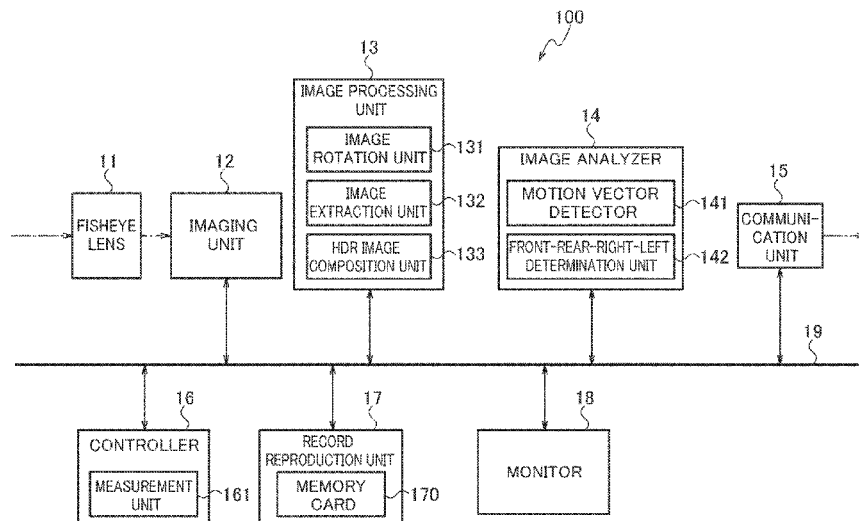 100
13
IMAGE PROCESSING
UNIT
IMAGE
ROTATION UNIT
131
IMAGE
EXTRACTION UNIT
132
HDR IMAGE
COMPOSITION UNIT
133
14
IMAGE ANALYZER
MOTION VECTOR
DETECTOR
141
FRONT-REAR-RIGHT-LEFT
DETERMINATION UNIT
142
11
FISHEYE
LENS
12
IMAGING
UNIT
15
COMMUNI-
CATION
UNIT
19
16
CONTROLLER
MEASUREMENT
UNIT
161
17
RECORD
REPRODUCTION UNIT
MEMORY
CARD
170
18
MONITOR